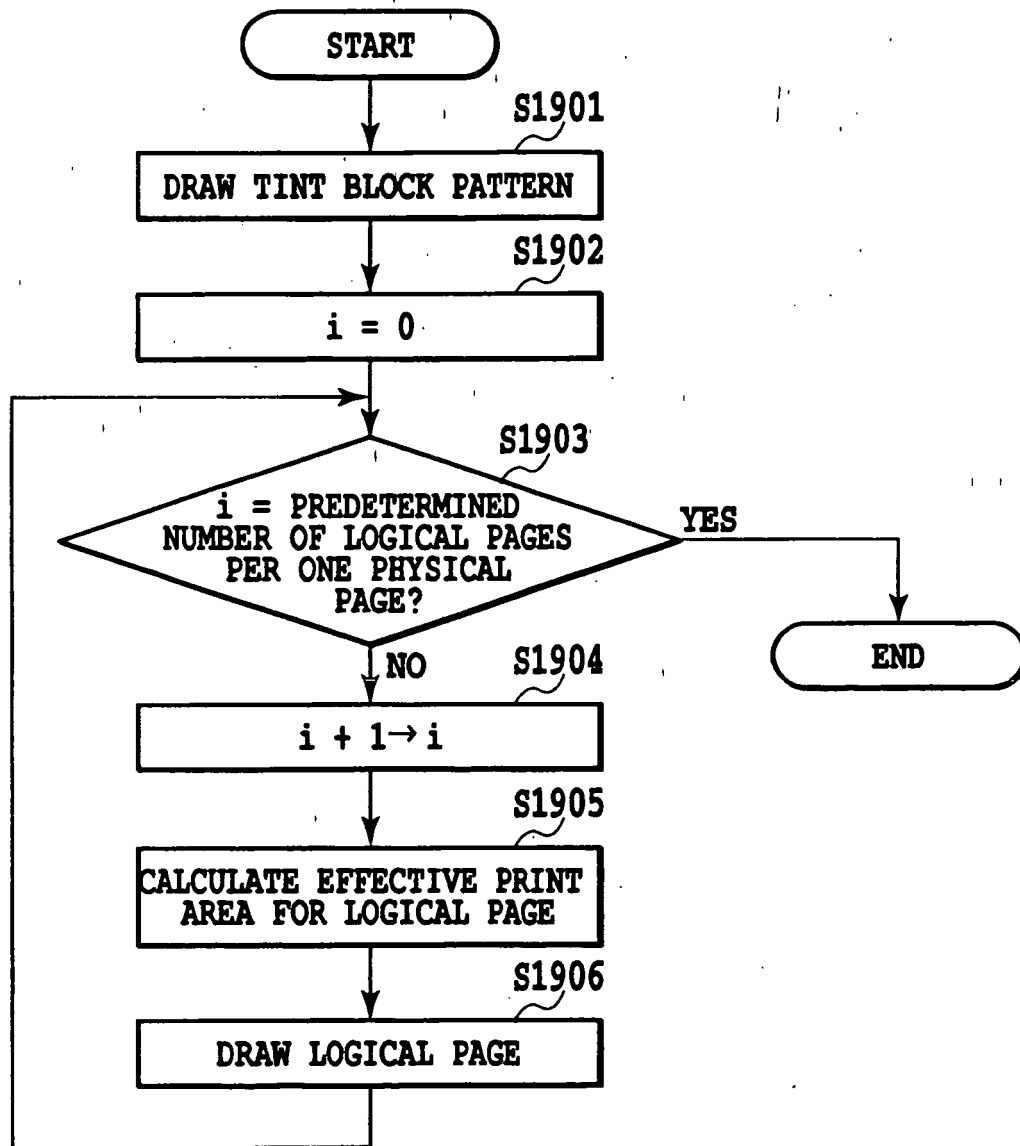 START
S1901
DRAW TINT BLOCK PATTERN
S1902
i = 0
S1903
i = PREDETERMINED
NUMBER OF LOGICAL PAGES
PER ONE PHYSICAL
PAGE?
YES
END
NO
S1904
i + 1→i
S1905
CALCULATE EFFECTIVE PRINT
AREA FOR LOGICAL PAGE
S1906
DRAW LOGICAL PAGE